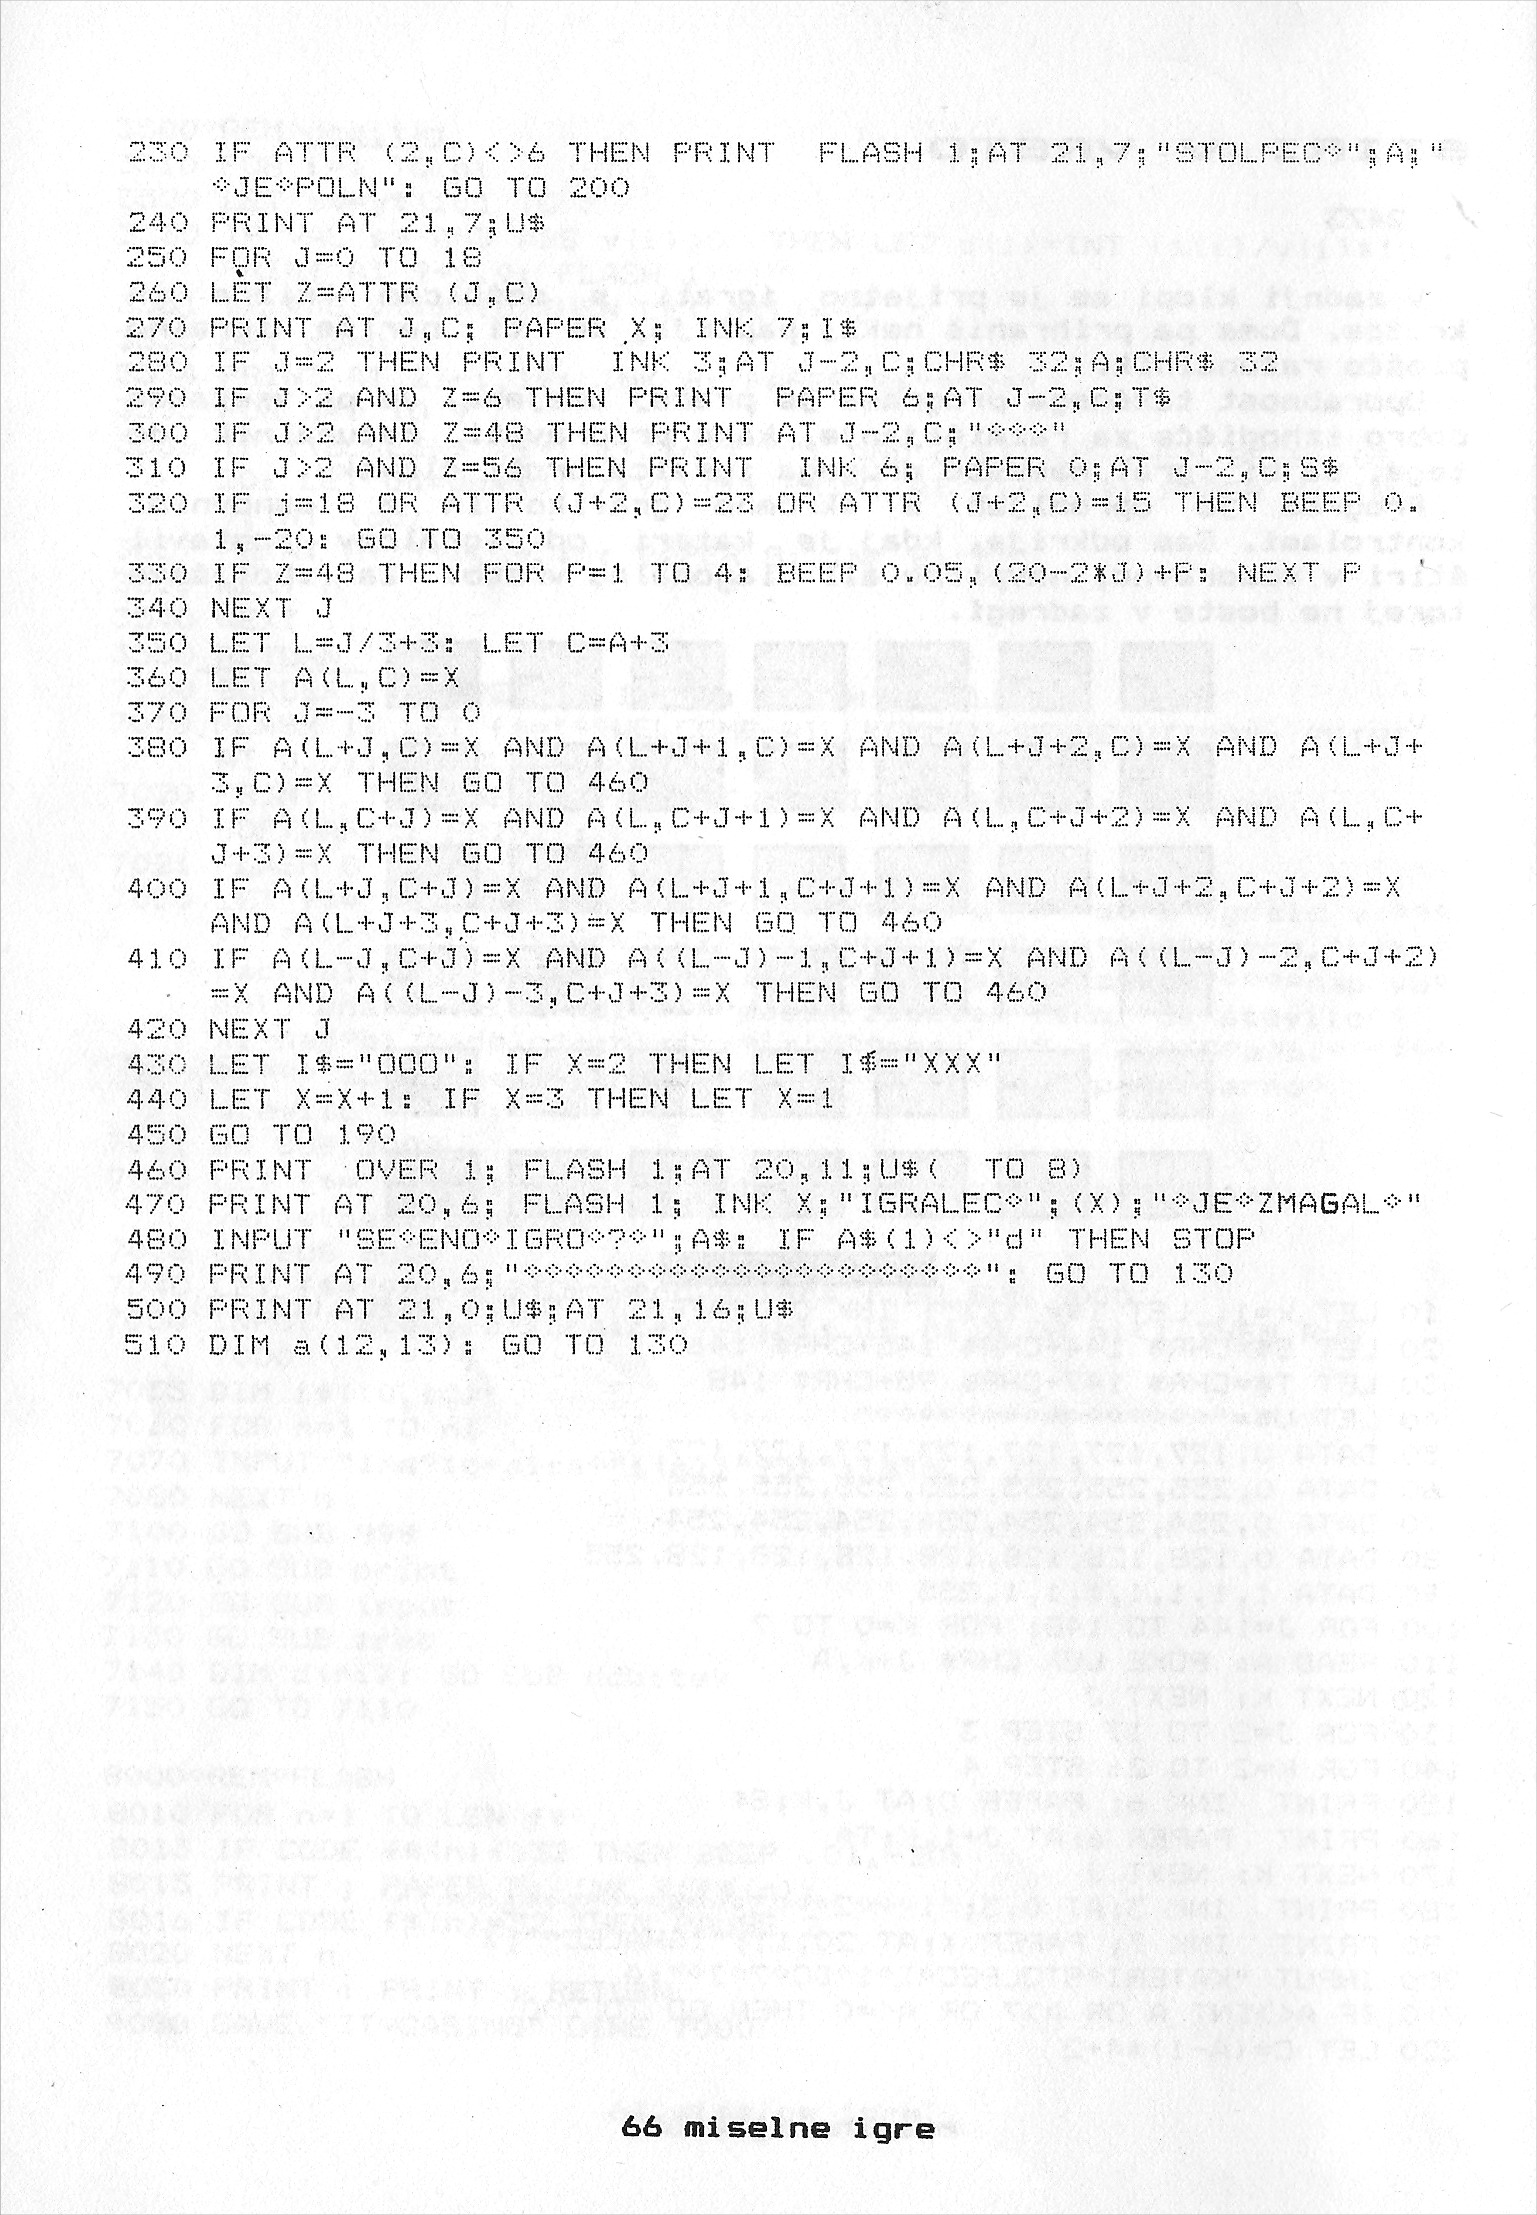 230 IF ATTR (2,C)<>6 THEN PRINT  FLASH 1;AT 21,7;"STOLPEC◇";A;"
◇JE◇POLN": GO TO 200
240 PRINT AT 21,7;U$
250 FOR J=0 TO 18
260 LET Z=ATTR (J,C)
270 PRINT AT J,C; PAPER X; INK 7;I$
280 IF J=2 THEN PRINT  INK 3;AT J-2,C;CHR$ 32;A;CHR$ 32
290 IF J>2 AND Z=6 THEN PRINT  PAPER 6;AT J-2,C;T$
300 IF J>2 AND Z=48 THEN PRINT AT J-2,C;"◇◇◇"
310 IF J>2 AND Z=56 THEN PRINT  INK 6; PAPER 0;AT J-2,C;S$
320 IF j=18 OR ATTR (J+2,C)=23 OR ATTR (J+2,C)=15 THEN BEEP 0.
1,-20: GO TO 350
330 IF Z=48 THEN FOR P=1 TO 4: BEEP 0.05,(20-2*J)+P: NEXT P
340 NEXT J
350 LET L=J/3+3: LET C=A+3
360 LET A(L,C)=X
370 FOR J=-3 TO 0
380 IF A(L+J,C)=X AND A(L+J+1,C)=X AND A(L+J+2,C)=X AND A(L+J+
3,C)=X THEN GO TO 460
390 IF A(L,C+J)=X AND A(L,C+J+1)=X AND A(L,C+J+2)=X AND A(L,C+
J+3)=X THEN GO TO 460
400 IF A(L+J,C+J)=X AND A(L+J+1,C+J+1)=X AND A(L+J+2,C+J+2)=X
AND A(L+J+3,C+J+3)=X THEN GO TO 460
410 IF A(L-J,C+J)=X AND A((L-J)-1,C+J+1)=X AND A((L-J)-2,C+J+2)
=X AND A((L-J)-3,C+J+3)=X THEN GO TO 460
420 NEXT J
430 LET I$="OOO": IF X=2 THEN LET I$="XXX"
440 LET X=X+1: IF X=3 THEN LET X=1
450 GO TO 190
460 PRINT  OVER 1; FLASH 1;AT 20,11;U$(  TO 8)
470 PRINT AT 20,6; FLASH 1; INK X;"IGRALEC◇";(X);"◇JE◇ZMAGAL◇"
480 INPUT "SE◇ENO◇IGRO◇?◇";A$: IF A$(1)<>"d" THEN STOP
490 PRINT AT 20,6;"◇◇◇◇◇◇◇◇◇◇◇◇◇◇◇◇◇◇◇◇◇◇": GO TO 130
500 PRINT AT 21,0;U$;AT 21,16;U$
510 DIM a(12,13): GO TO 130
66 miselne igre